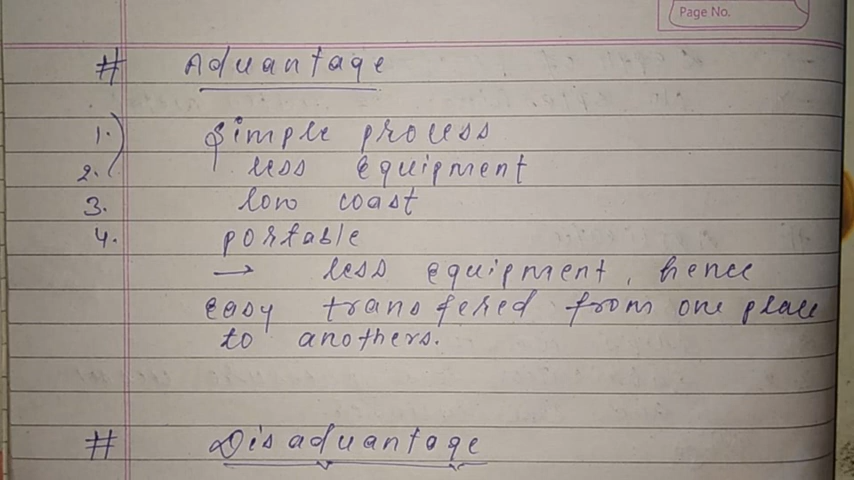 Page No.
# Advantage
1.) Simple process
2. less equipment
3. low coast
4. portable
→ less equipment, hence
easy transfered from one place
to anothers.
# Disadvantage